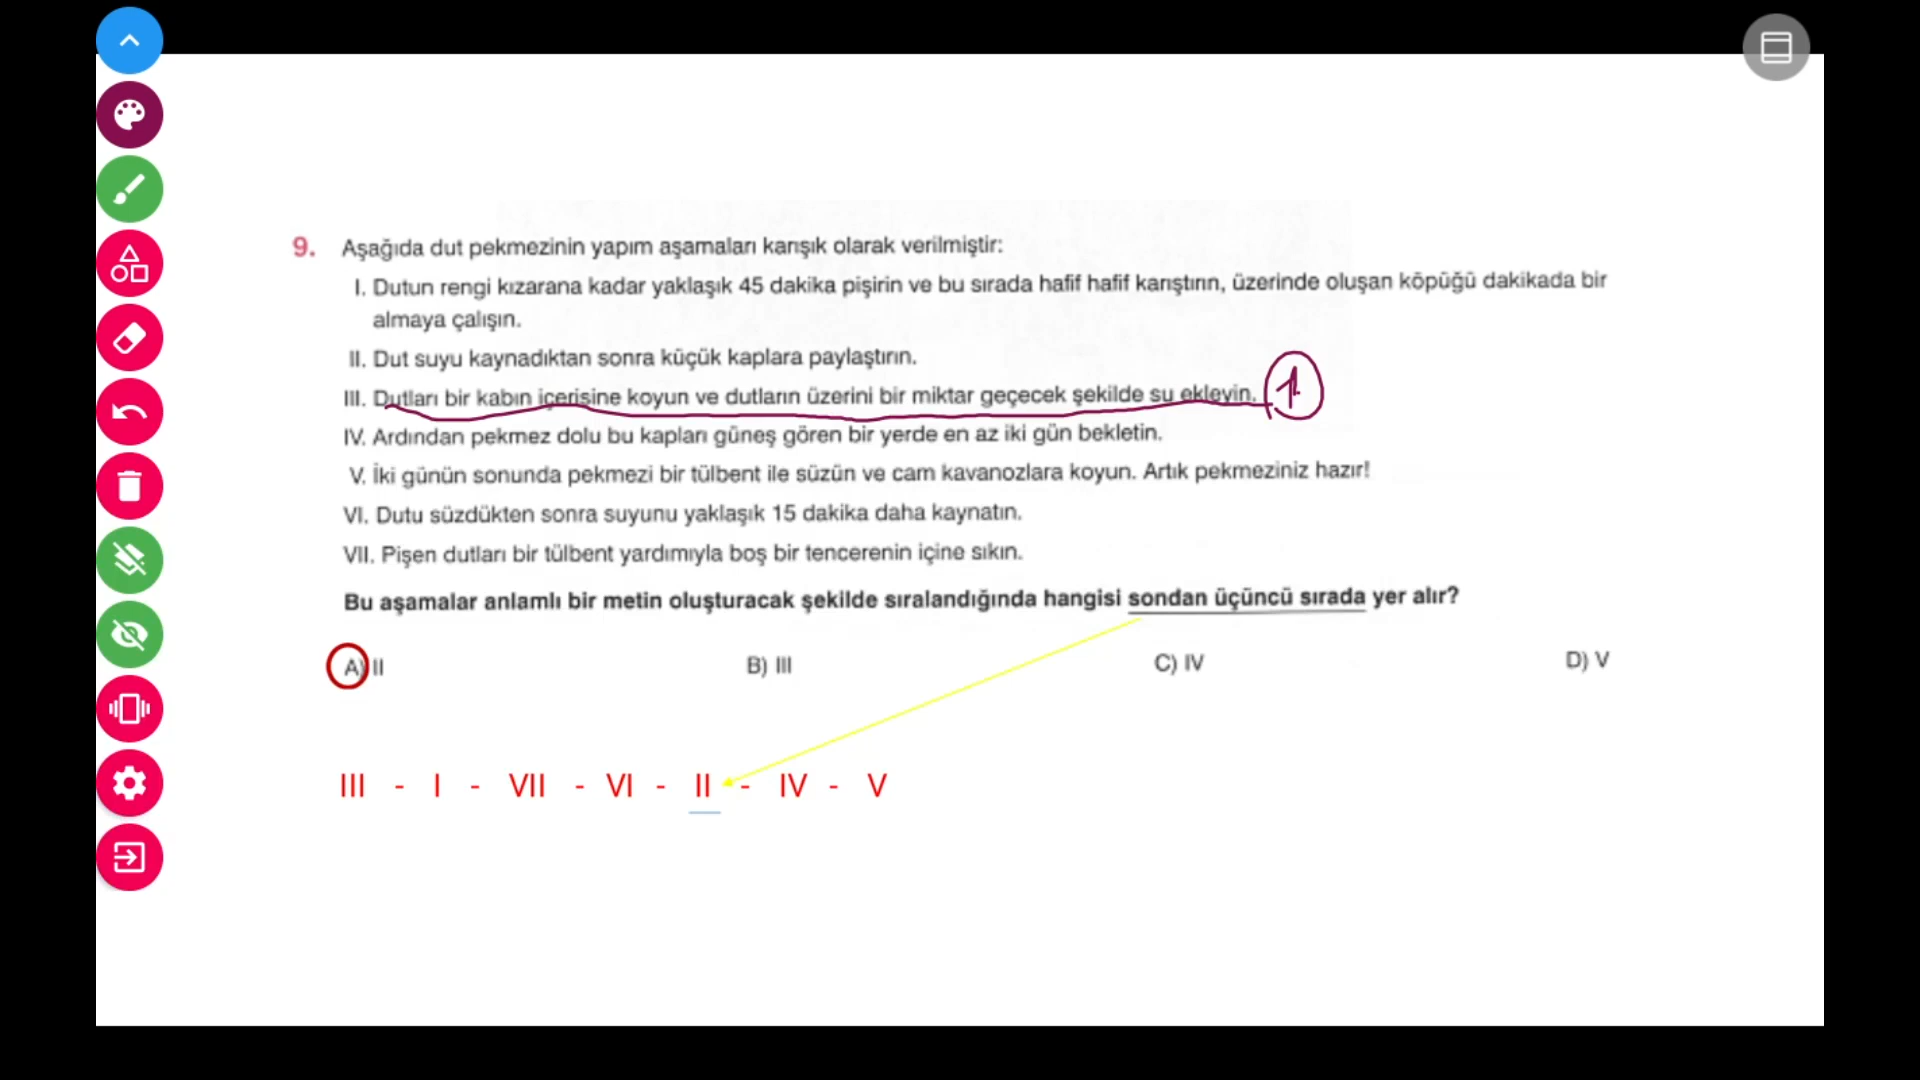 9. Aşağıda dut pekmezinin yapım aşamaları karışık olarak verilmiştir:
I. Dutun rengi kızarana kadar yaklaşık 45 dakika pişirin ve bu sırada hafif hafif karıştırın, üzerinde oluşan köpüğü dakikada bir
almaya çalışın.
II. Dut suyu kaynadıktan sonra küçük kaplara paylaştırın.
III. Dutları bir kabın içerisine koyun ve dutların üzerini bir miktar geçecek şekilde su ekleyin. 1
IV. Ardından pekmez dolu bu kapları güneş gören bir yerde en az iki gün bekletin.
V. İki günün sonunda pekmezi bir tülbent ile süzün ve cam kavanozlara koyun. Artık pekmeziniz hazır!
VI. Dutu süzdükten sonra suyunu yaklaşık 15 dakika daha kaynatın.
VII. Pişen dutları bir tülbent yardımıyla boş bir tencerenin içine sıkın.
Bu aşamalar anlamlı bir metin oluşturacak şekilde sıralandığında hangisi sondan üçüncü sırada yer alır?
A) II B) III C) IV D) V
III - I - VII - VI - II - IV - V